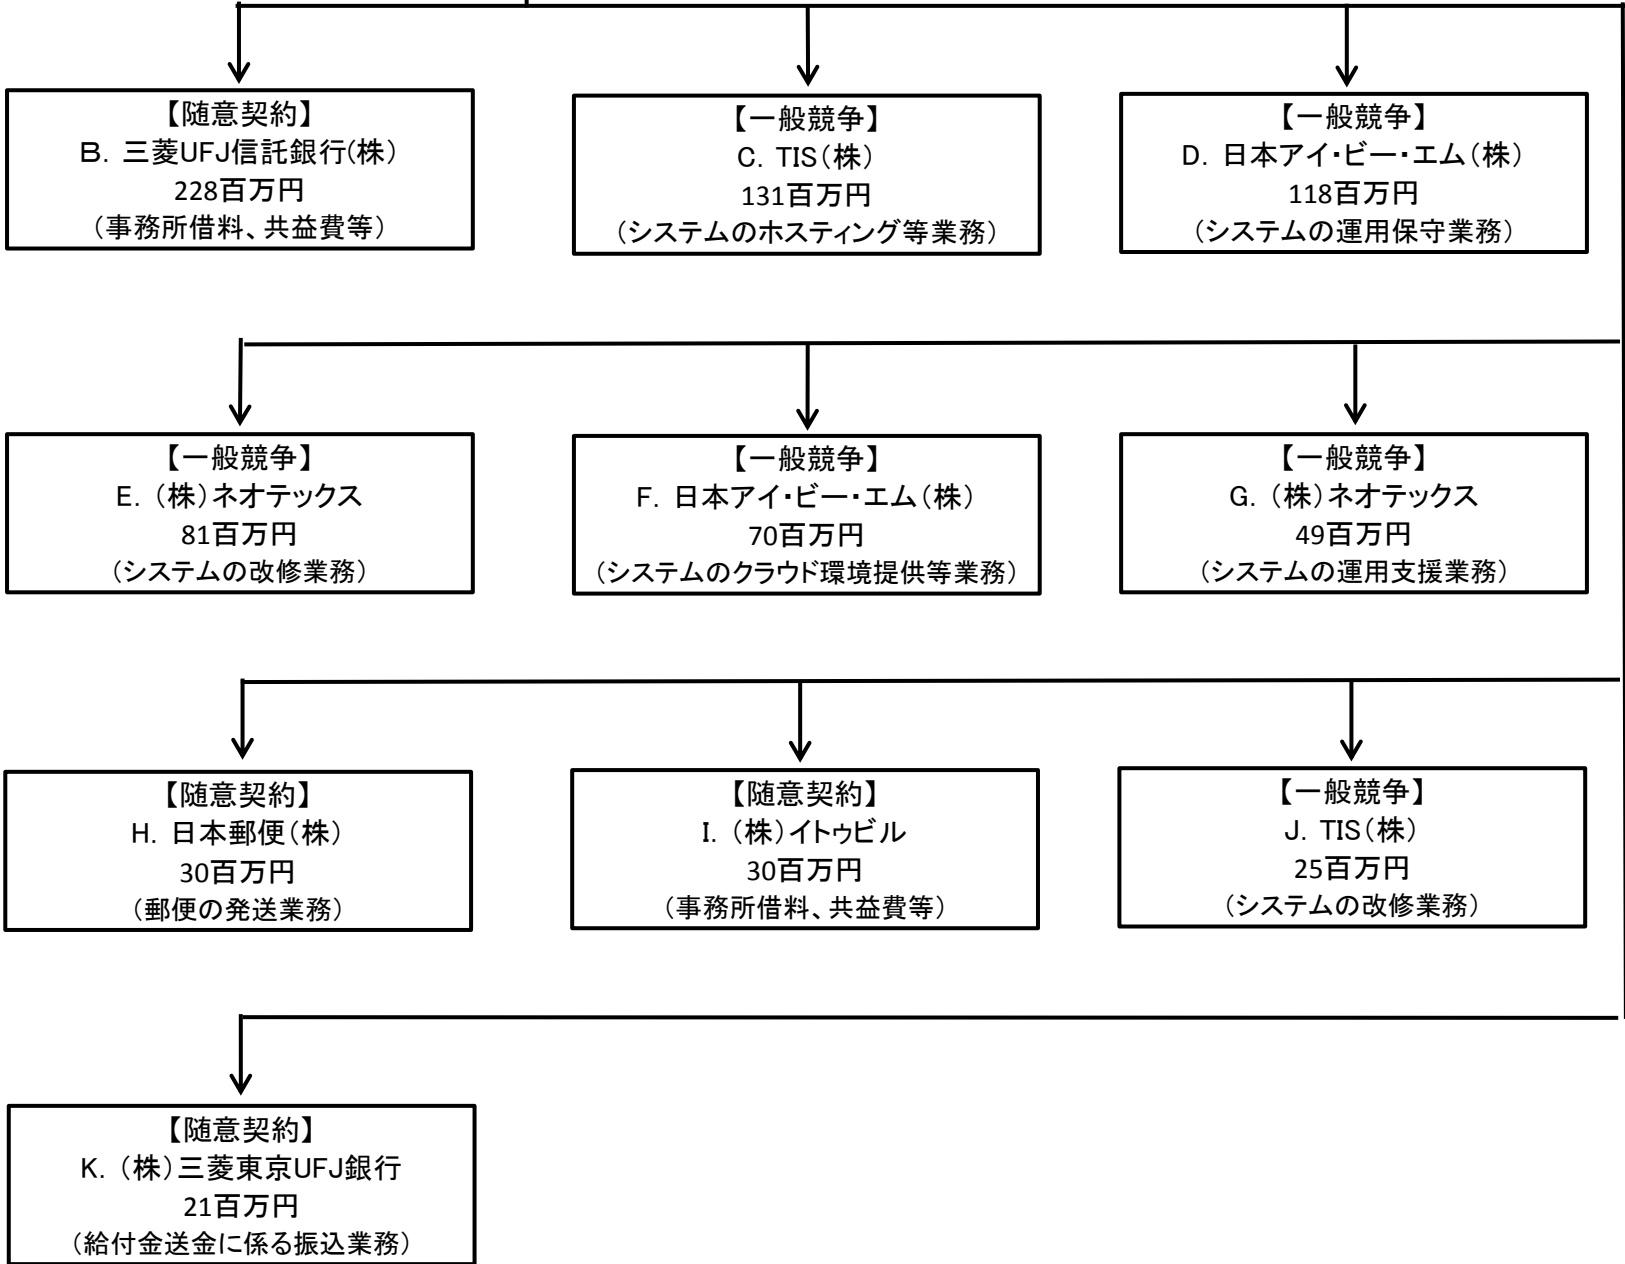 【随意契約】
B. 三菱UFJ信託銀行(株)
228百万円
（事務所借料、共益費等）
【一般競争】
C. TIS（株）
131百万円
（システムのホスティング等業務）
【一般競争】
D. 日本アイ・ビー・エム（株）
118百万円
（システムの運用保守業務）
【一般競争】
E. （株）ネオテックス
81百万円
（システムの改修業務）
【一般競争】
F. 日本アイ・ビー・エム（株）
70百万円
（システムのクラウド環境提供等業務）
【一般競争】
G. （株）ネオテックス
49百万円
（システムの運用支援業務）
【随意契約】
H. 日本郵便（株）
30百万円
（郵便の発送業務）
【随意契約】
I. （株）イトゥビル
30百万円
（事務所借料、共益費等）
【一般競争】
J. TIS（株）
25百万円
（システムの改修業務）
【随意契約】
K. （株）三菱東京UFJ銀行
21百万円
（給付金送金に係る振込業務）